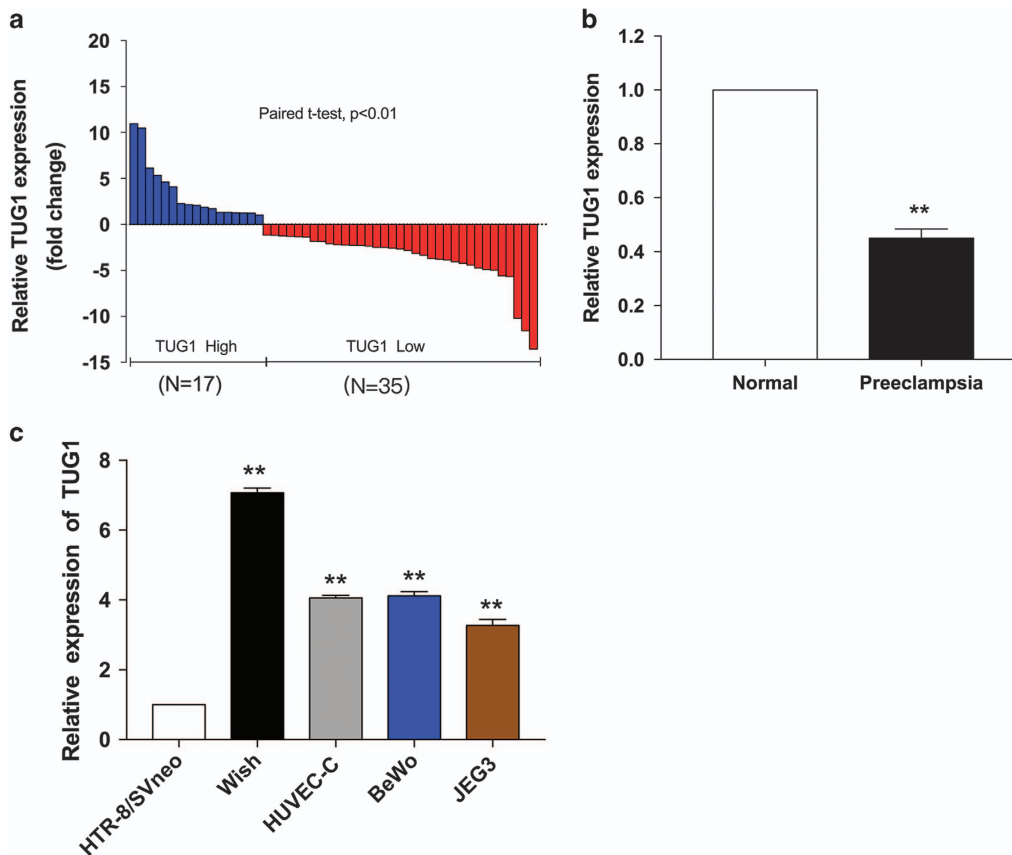 a
Relative TUG1 expression
(fold change)
20
15
10
5
0
-5
-10
-15
Paired t-test, p<0.01
TUG1 High
TUG1 Low
(N=17)
(N=35)
b
Relative TUG1 expression
1.2
1.0
0.8
0.6
0.4
0.2
0.0
**
Normal
Preeclampsia
c
Relative expression of TUG1
8
6
4
2
0
**
**
**
**
HTR-8/SVneo
Wish
HUVEC-C
BeWo
JEG3